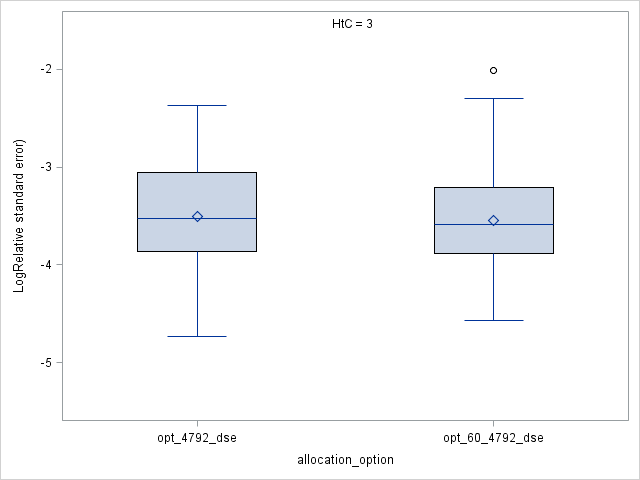 HtC = 3
-2
-3
-4
-5
LogRelative standard error)
opt_4792_dse
opt_60_4792_dse
allocation_option